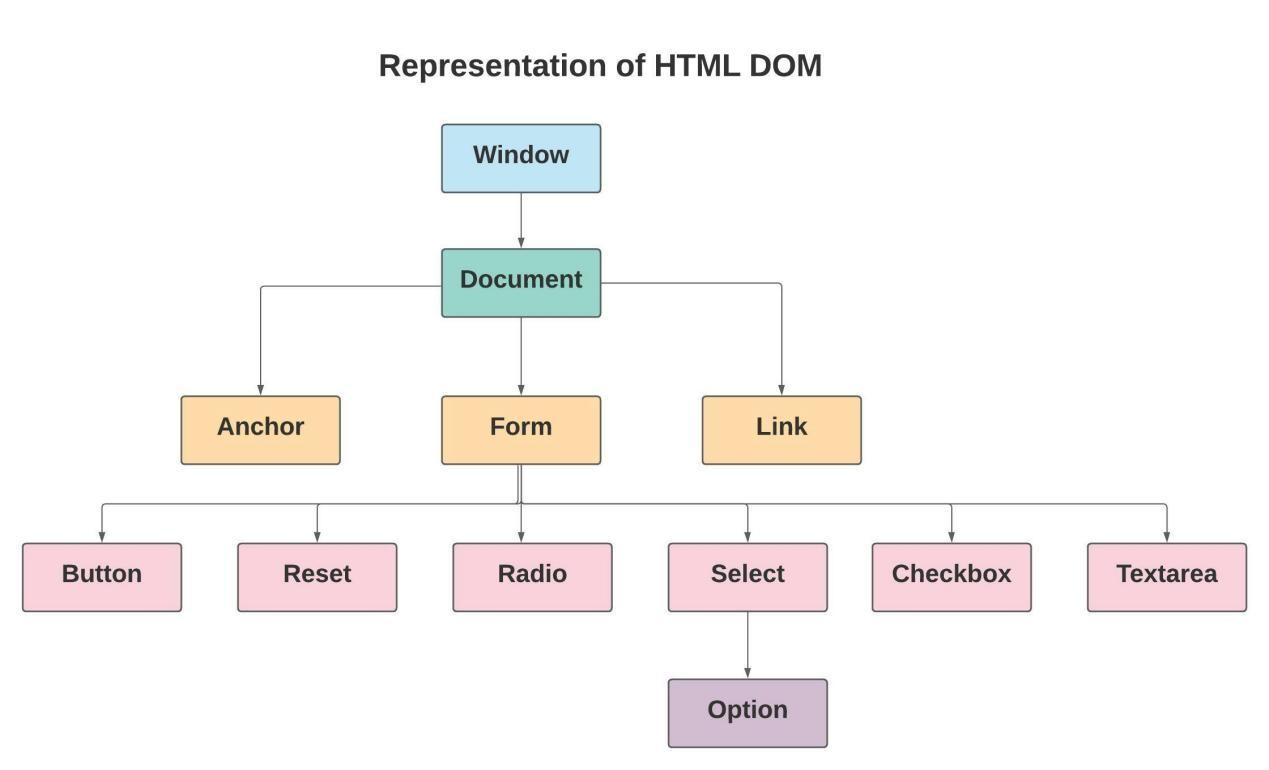 Representation of HTML DOM
Window
Document
Anchor
Form
Link
Button
Reset
Radio
Select
Checkbox
Textarea
Option